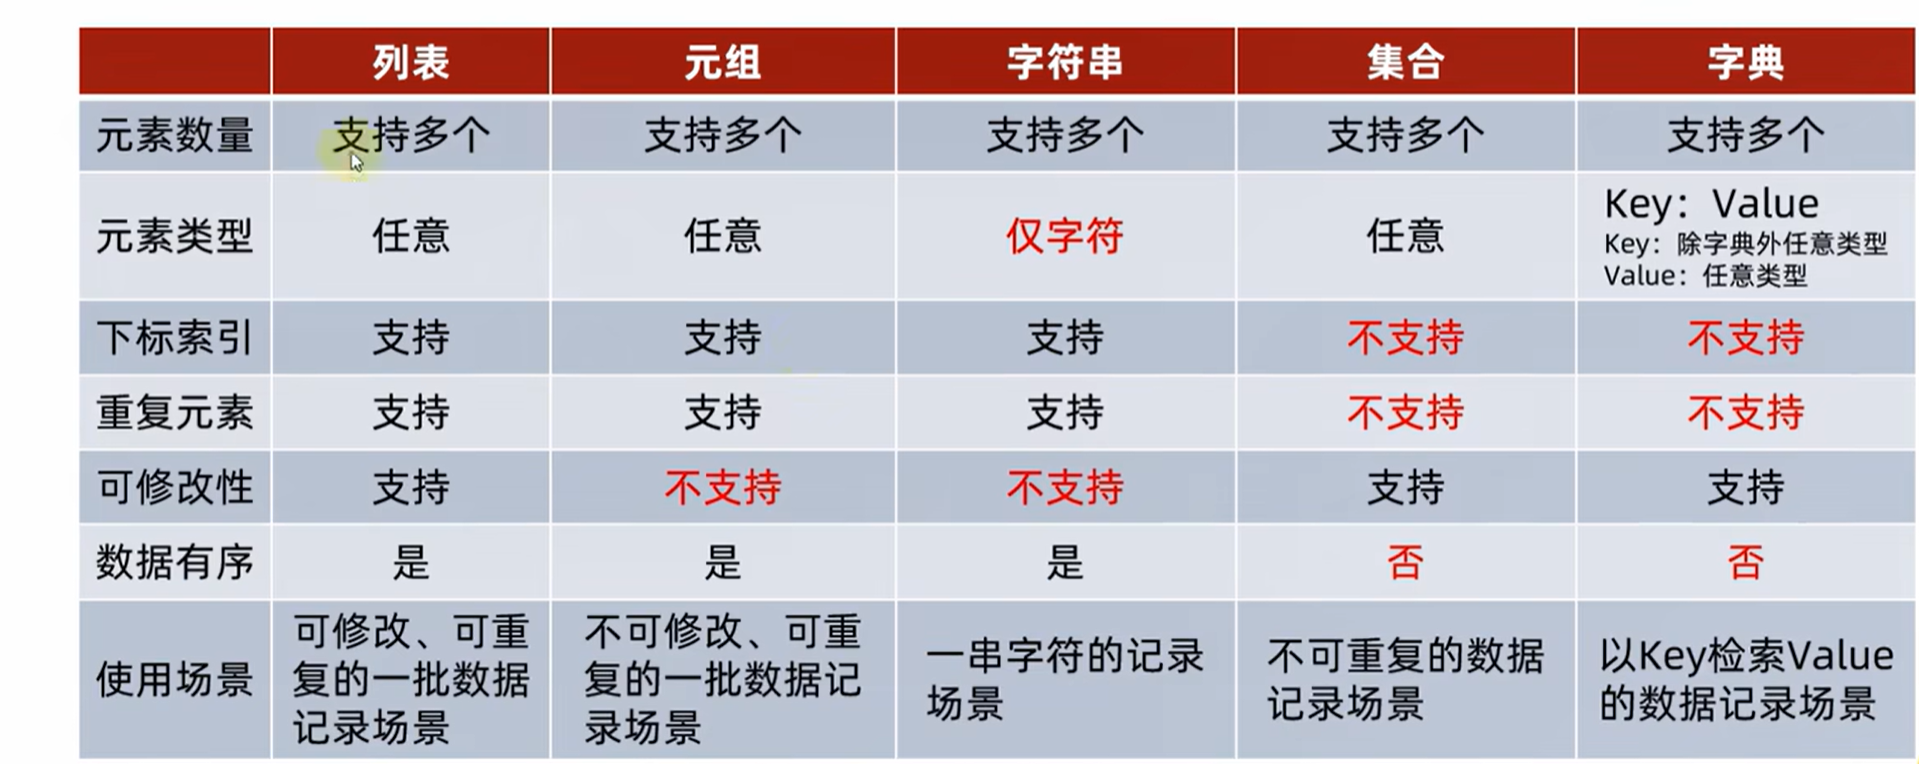 列表 元组 字符串 集合 字典
元素数量 支持多个 支持多个 支持多个 支持多个 支持多个
元素类型 任意 任意 仅字符 任意 Key：Value
Key：除字典外任意类型
Value：任意类型
下标索引 支持 支持 支持 不支持 不支持
重复元素 支持 支持 支持 不支持 不支持
可修改性 支持 不支持 不支持 支持 支持
数据有序 是 是 是 否 否
使用场景
可修改、可重
复的一批数据
记录场景
不可修改、可重
复的一批数据记
录场景
一串字符的记录
场景
不可重复的数据
记录场景
以Key检索Value
的数据记录场景